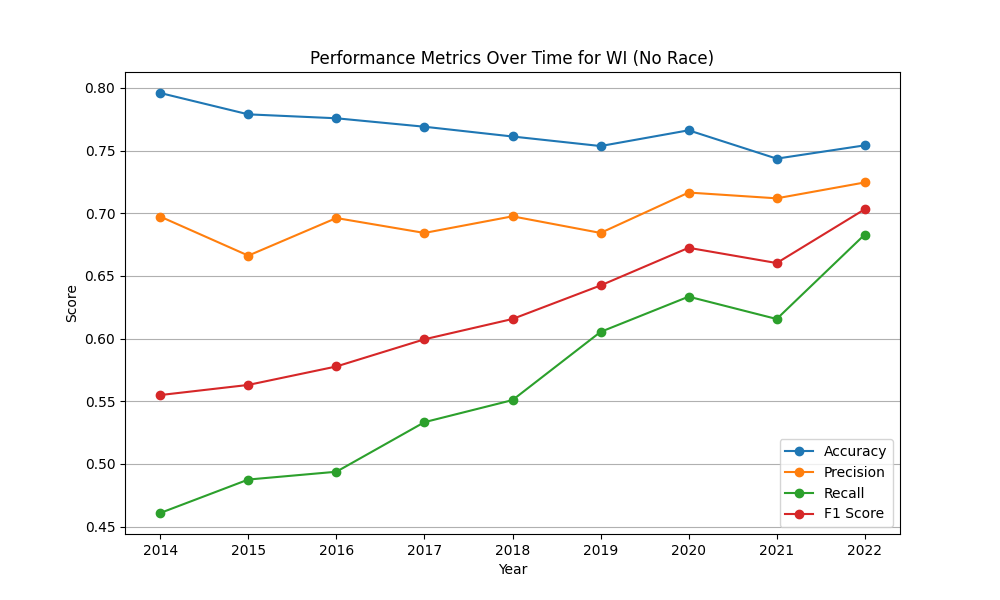 Performance Metrics Over Time for WI (No Race)
0.80
0.75
0.70
0.65
0.60
0.55
0.50
0.45
Score
2014 2015 2016 2017 2018 2019 2020 2021 2022
Year
Accuracy
Precision
Recall
F1 Score